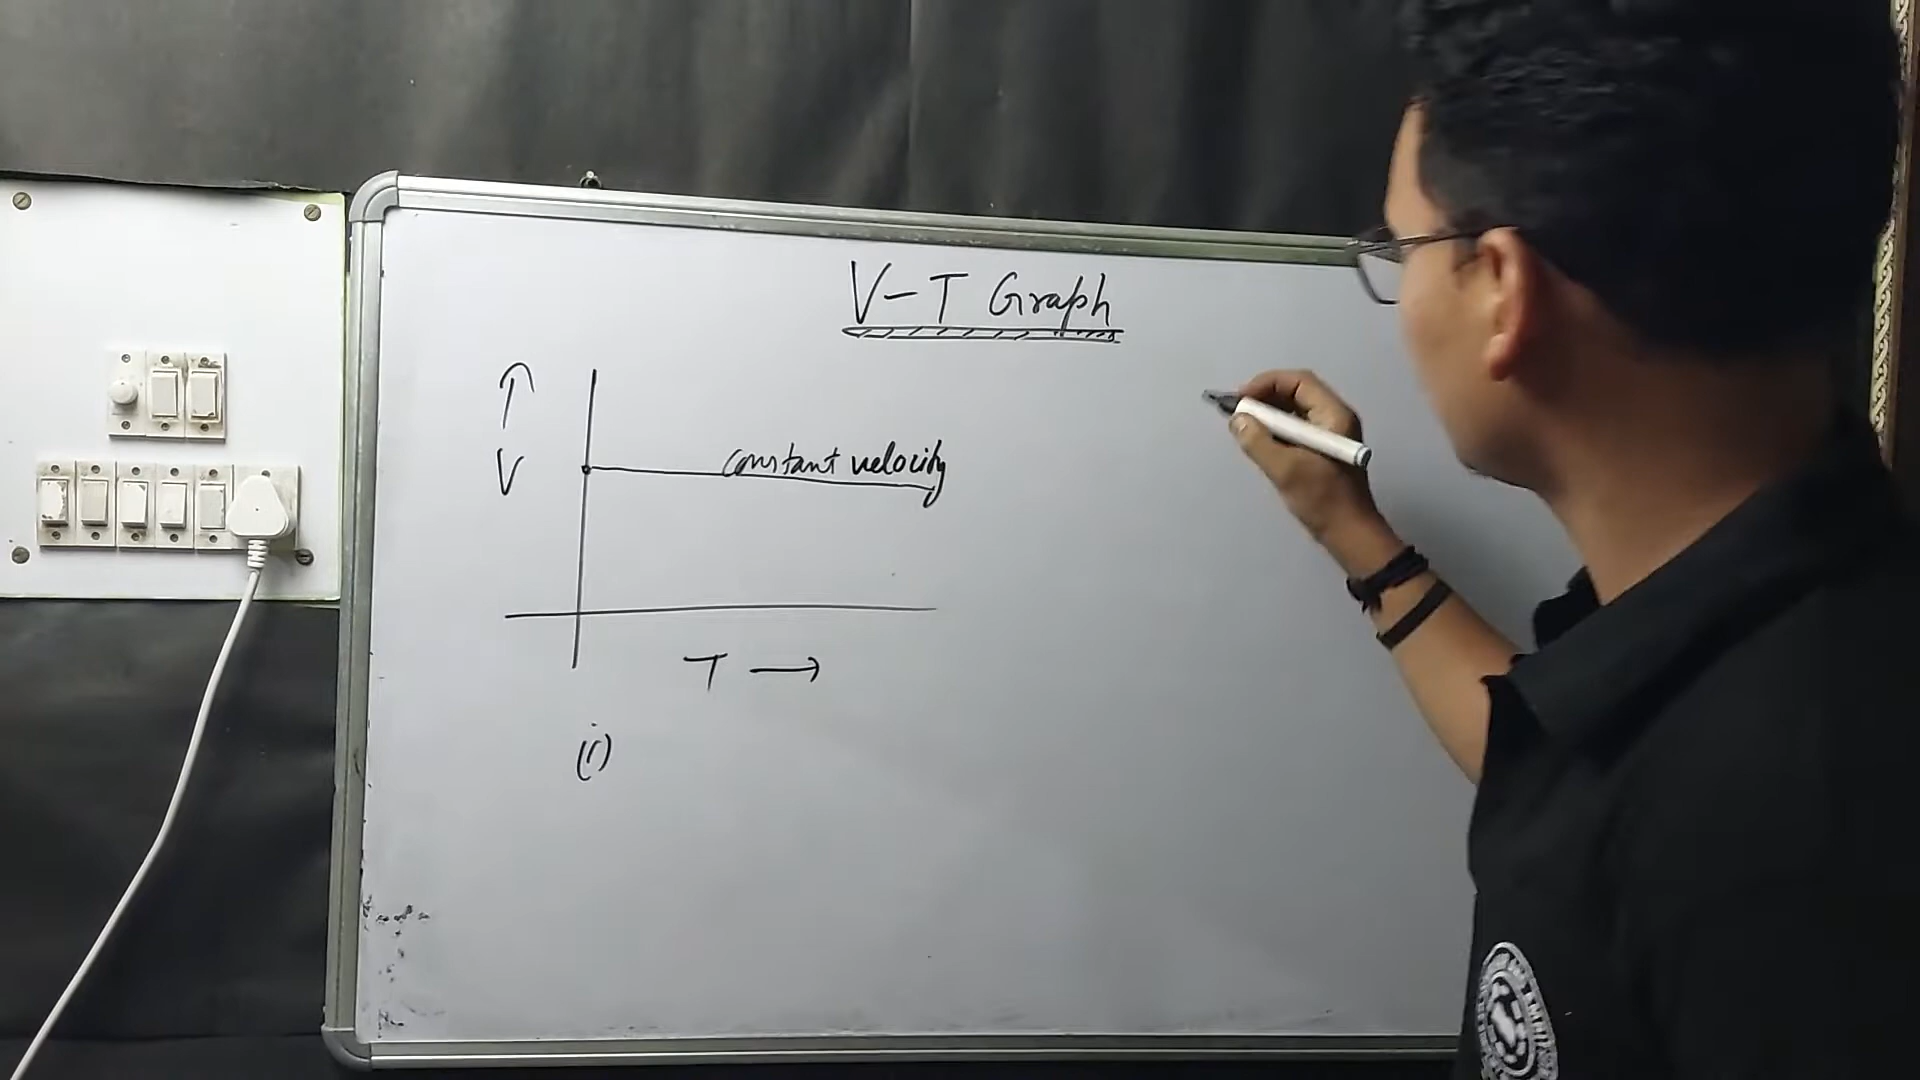 V-T Graph
↑
V
constant velocity
T →
(i)